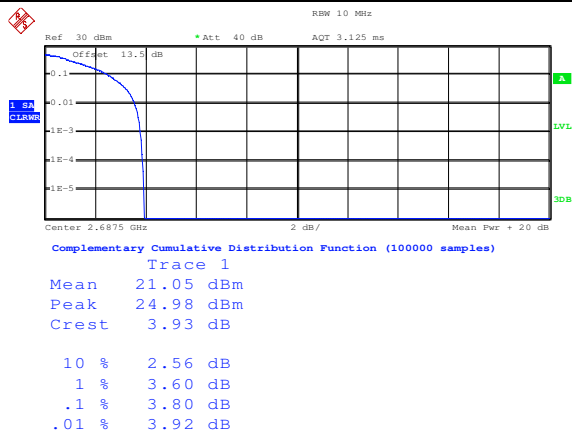 R S
RBW 10 MHz
Ref 30 dBm *Att 40 dB AQT 3.125 ms
Offset 13.5 dB
0.1
A
0.01
1 SA
CLRWR
LVL
1E-3
1E-4
1E-5
3DB
Center 2.6875 GHz 2 dB/ Mean Pwr + 20 dB
Complementary Cumulative Distribution Function (100000 samples)
Trace 1
Mean 21.05 dBm
Peak 24.98 dBm
Crest 3.93 dB
10 % 2.56 dB
1 % 3.60 dB
.1 % 3.80 dB
.01 % 3.92 dB